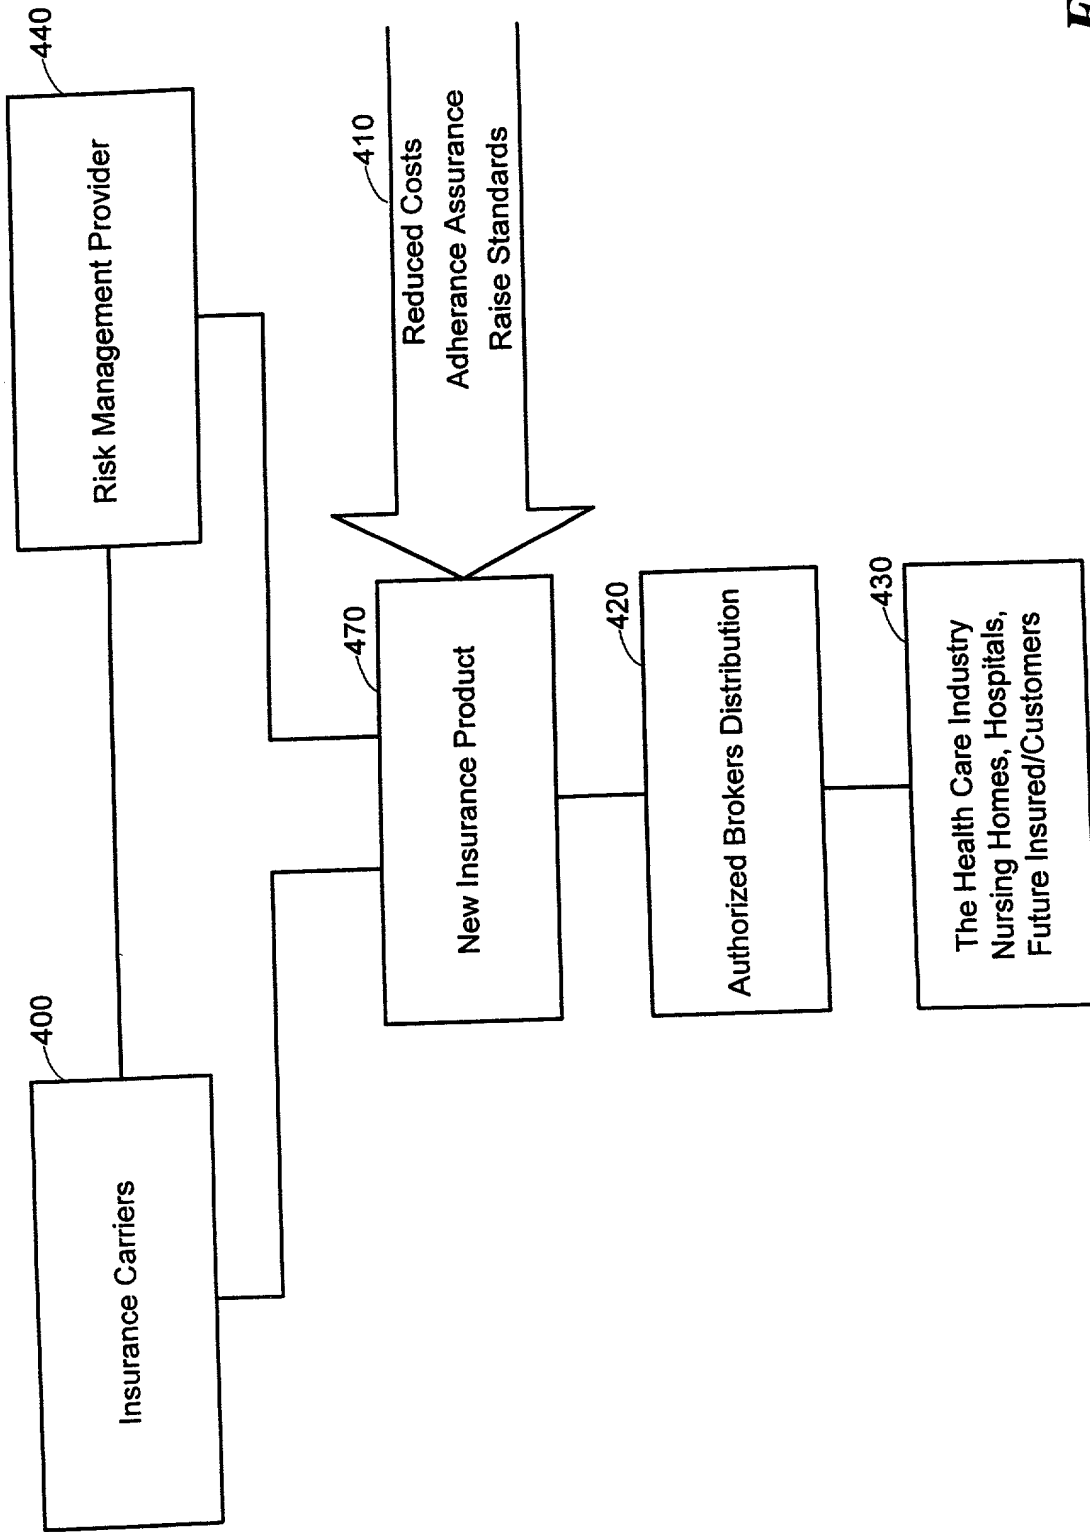 400
Insurance Carriers
440
Risk Management Provider
470
New Insurance Product
410
Reduced Costs
Adherance Assurance
Raise Standards
420
Authorized Brokers Distribution
430
The Health Care Industry
Nursing Homes, Hospitals,
Future Insured/Customers